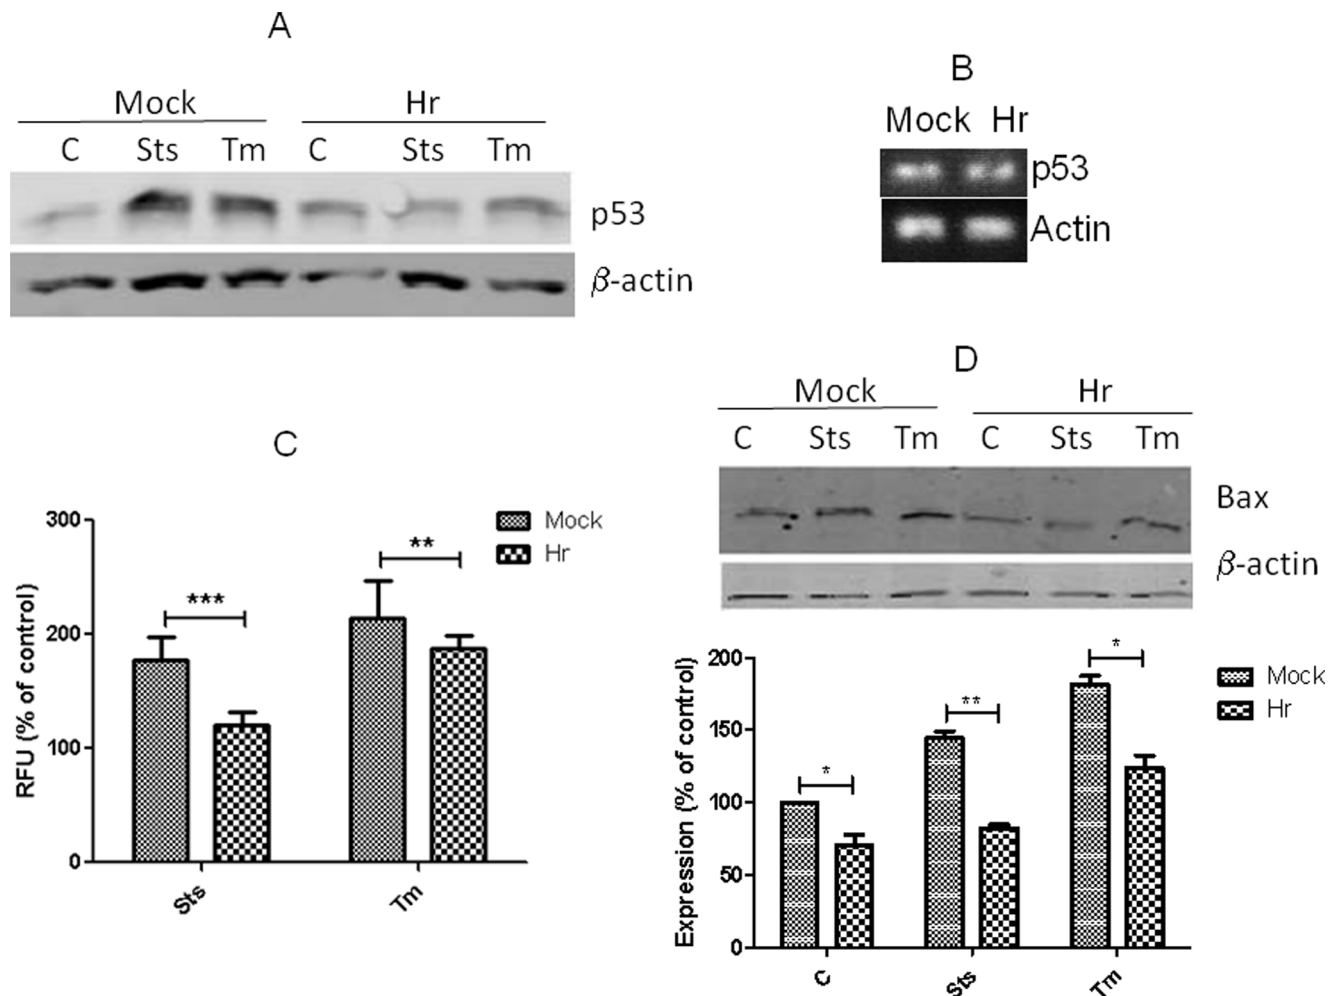 A
Mock Hr
C Sts Tm C Sts Tm
p53
β-actin
B
Mock Hr
p53
Actin
C
300
200
100
0
RFU (% of control)
***
**
Mock
Hr
Sts Tm
D
Mock Hr
C Sts Tm C Sts Tm
Bax
β-actin
200
150
100
50
0
Expression (% of control)
*
**
*
Mock
Hr
C Sts Tm